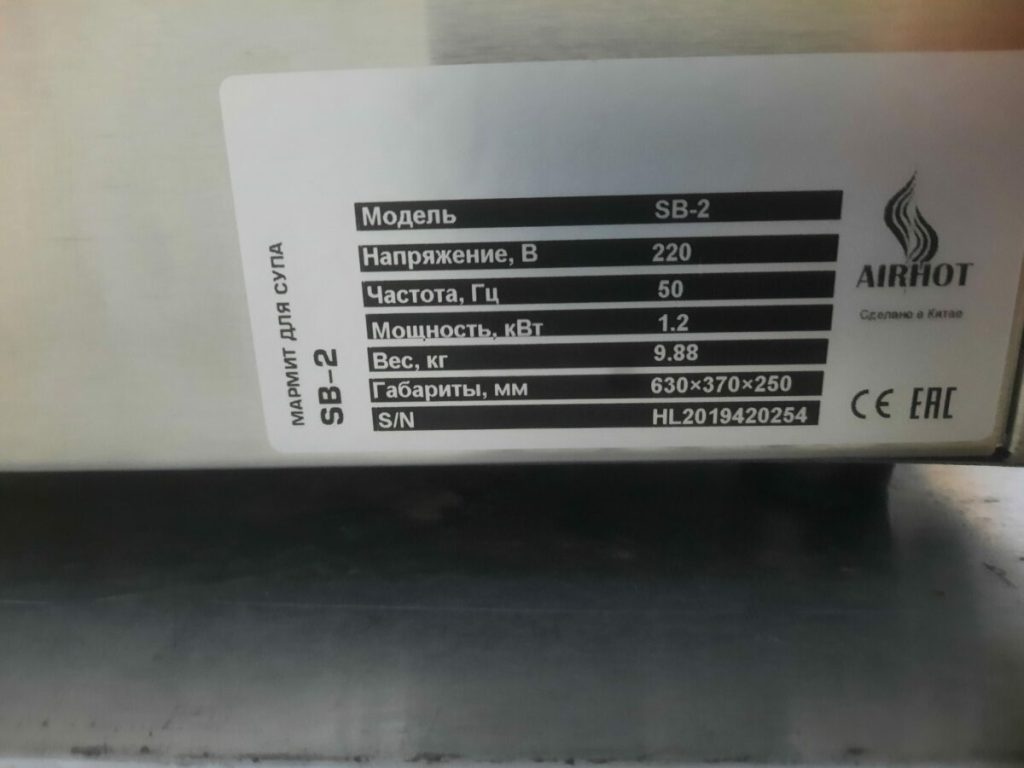 МАРМИТ ДЛЯ СУПА
SB-2
Модель SB-2
Напряжение, В 220
Частота, Гц 50
Мощность, кВт 1.2
Вес, кг 9.88
Габариты, мм 630×370×250
S/N HL2019420254
AIRHOT
Сделано в Китае
CE EAC